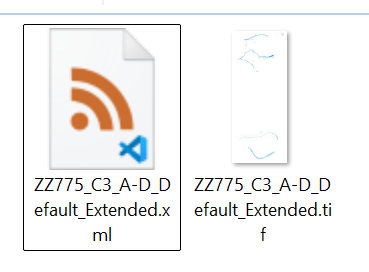 ZZ775_C3_A-D_D
efault_Extended.x
ml
ZZ775_C3_A-D_D
efault_Extended.ti
f